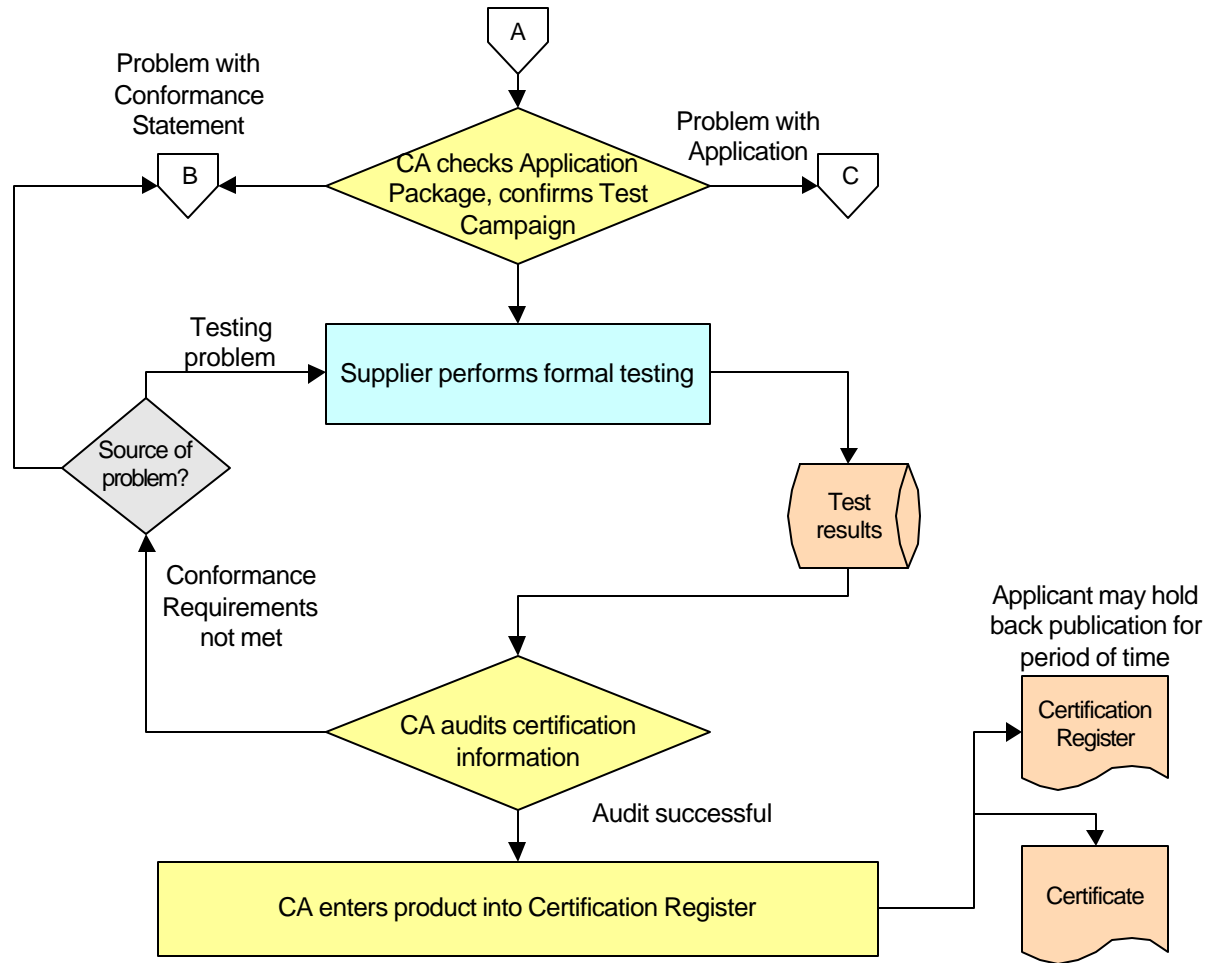 A
Problem with
Conformance
Statement
Problem with
Application
CA checks Application
Package, confirms Test
Campaign
B
C
Testing
problem
Supplier performs formal testing
Source of
problem?
Test
results
Conformance
Requirements
not met
Applicant may hold
back publication for
period of time
CA audits certification
information
Certification
Register
Audit successful
CA enters product into Certification Register
Certificate